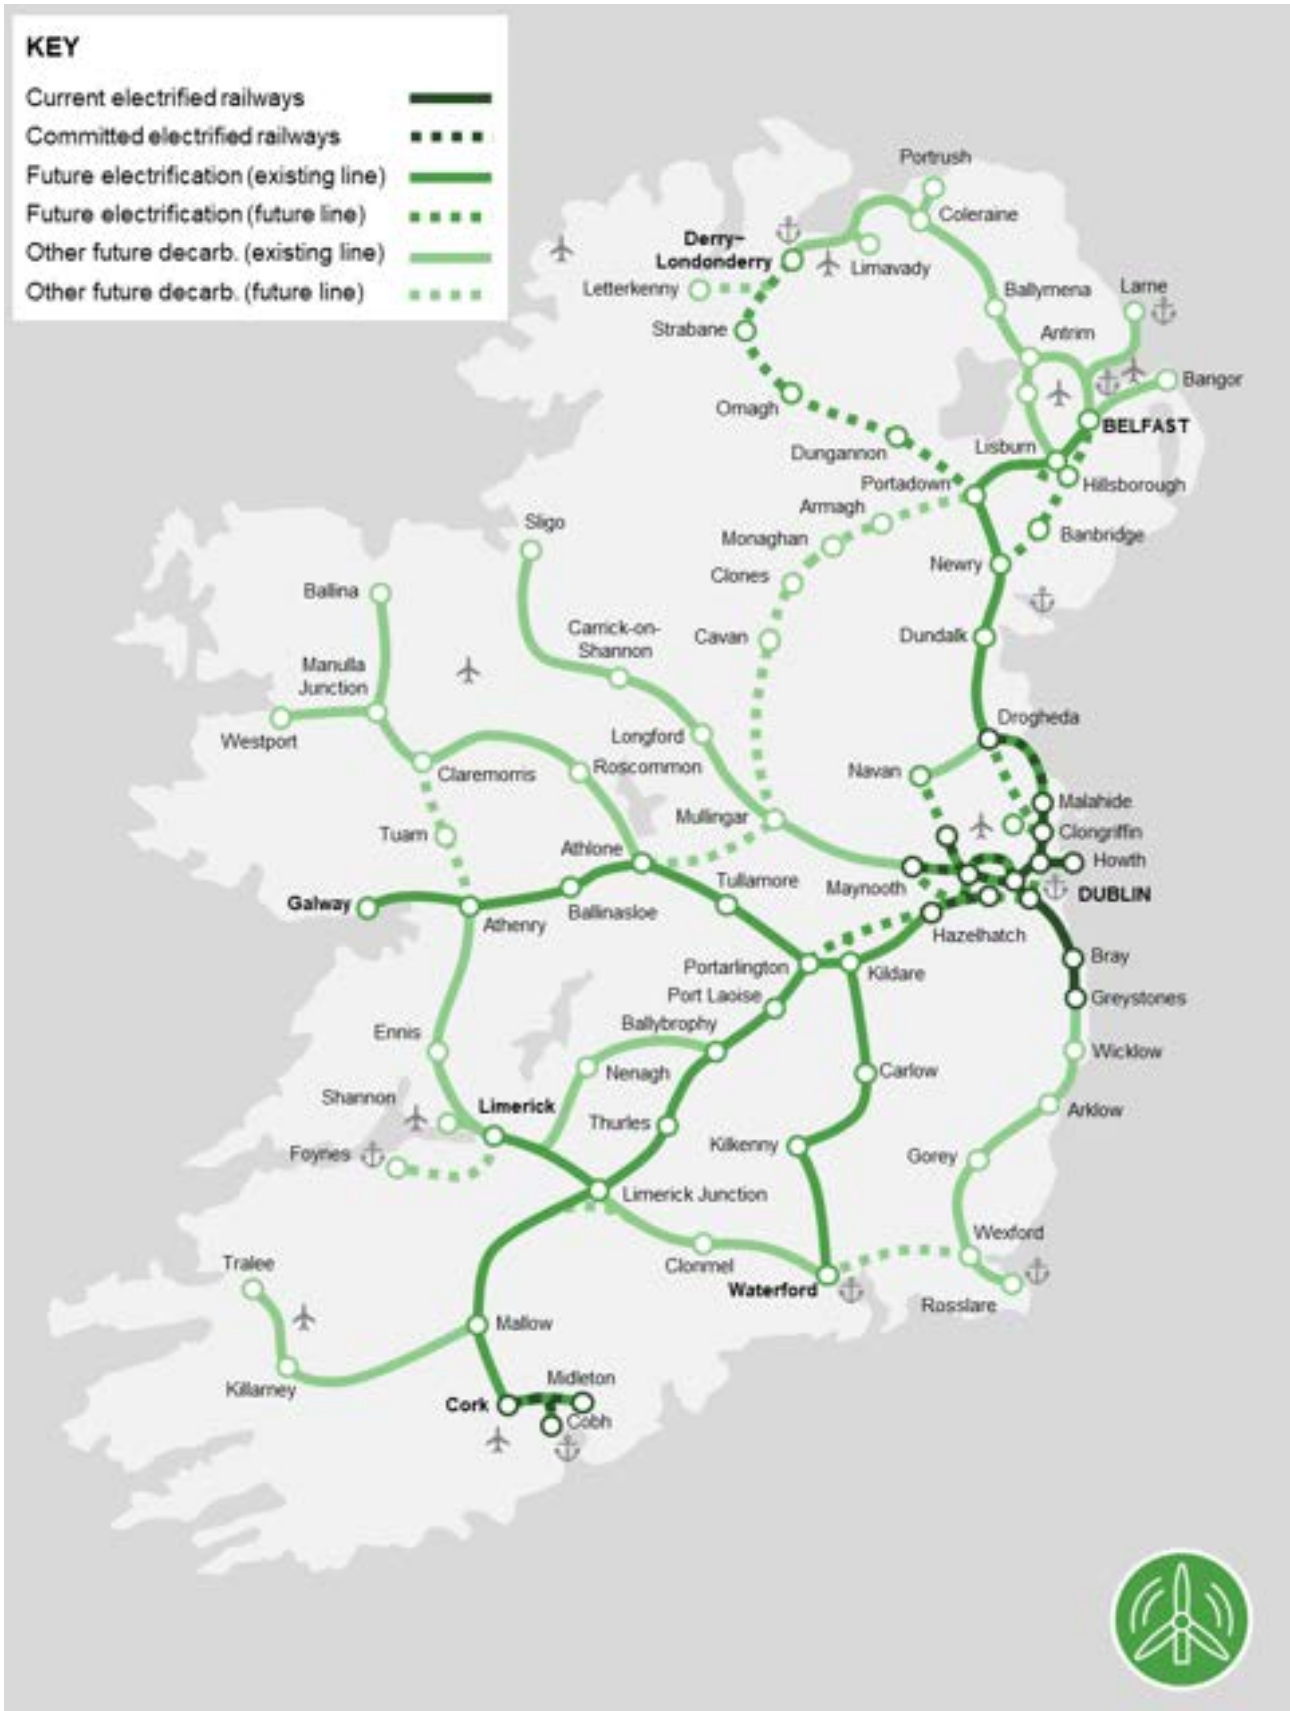 KEY
Current electrified railways
Committed electrified railways
Future electrification (existing line)
Future electrification (future line)
Other future decarb. (existing line)
Other future decarb. (future line)
Portrush
Coleraine
Derry–
Londonderry
Limavady
Letterkenny
Ballymena
Larne
Strabane
Antrim
Bangor
Omagh
BELFAST
Dungannon
Lisburn
Portadown
Hillsborough
Armagh
Sligo
Monaghan
Banbridge
Newry
Clones
Ballina
Carrick-on-
Shannon
Cavan
Dundalk
Manulla
Junction
Drogheda
Westport
Longford
Claremorris
Roscommon
Navan
Malahide
Mullingar
Clongriffin
Tuam
Athlone
Howth
Tullamore
Maynooth
DUBLIN
Galway
Athenry
Ballinasloe
Hazelhatch
Bray
Portarlington
Kildare
Port Laoise
Greystones
Ballybrophy
Ennis
Wicklow
Nenagh
Carlow
Shannon
Limerick
Arklow
Thurles
Kilkenny
Foynes
Gorey
Limerick Junction
Wexford
Tralee
Clonmel
Waterford
Rosslare
Mallow
Midleton
Killarney
Cork
Cobh